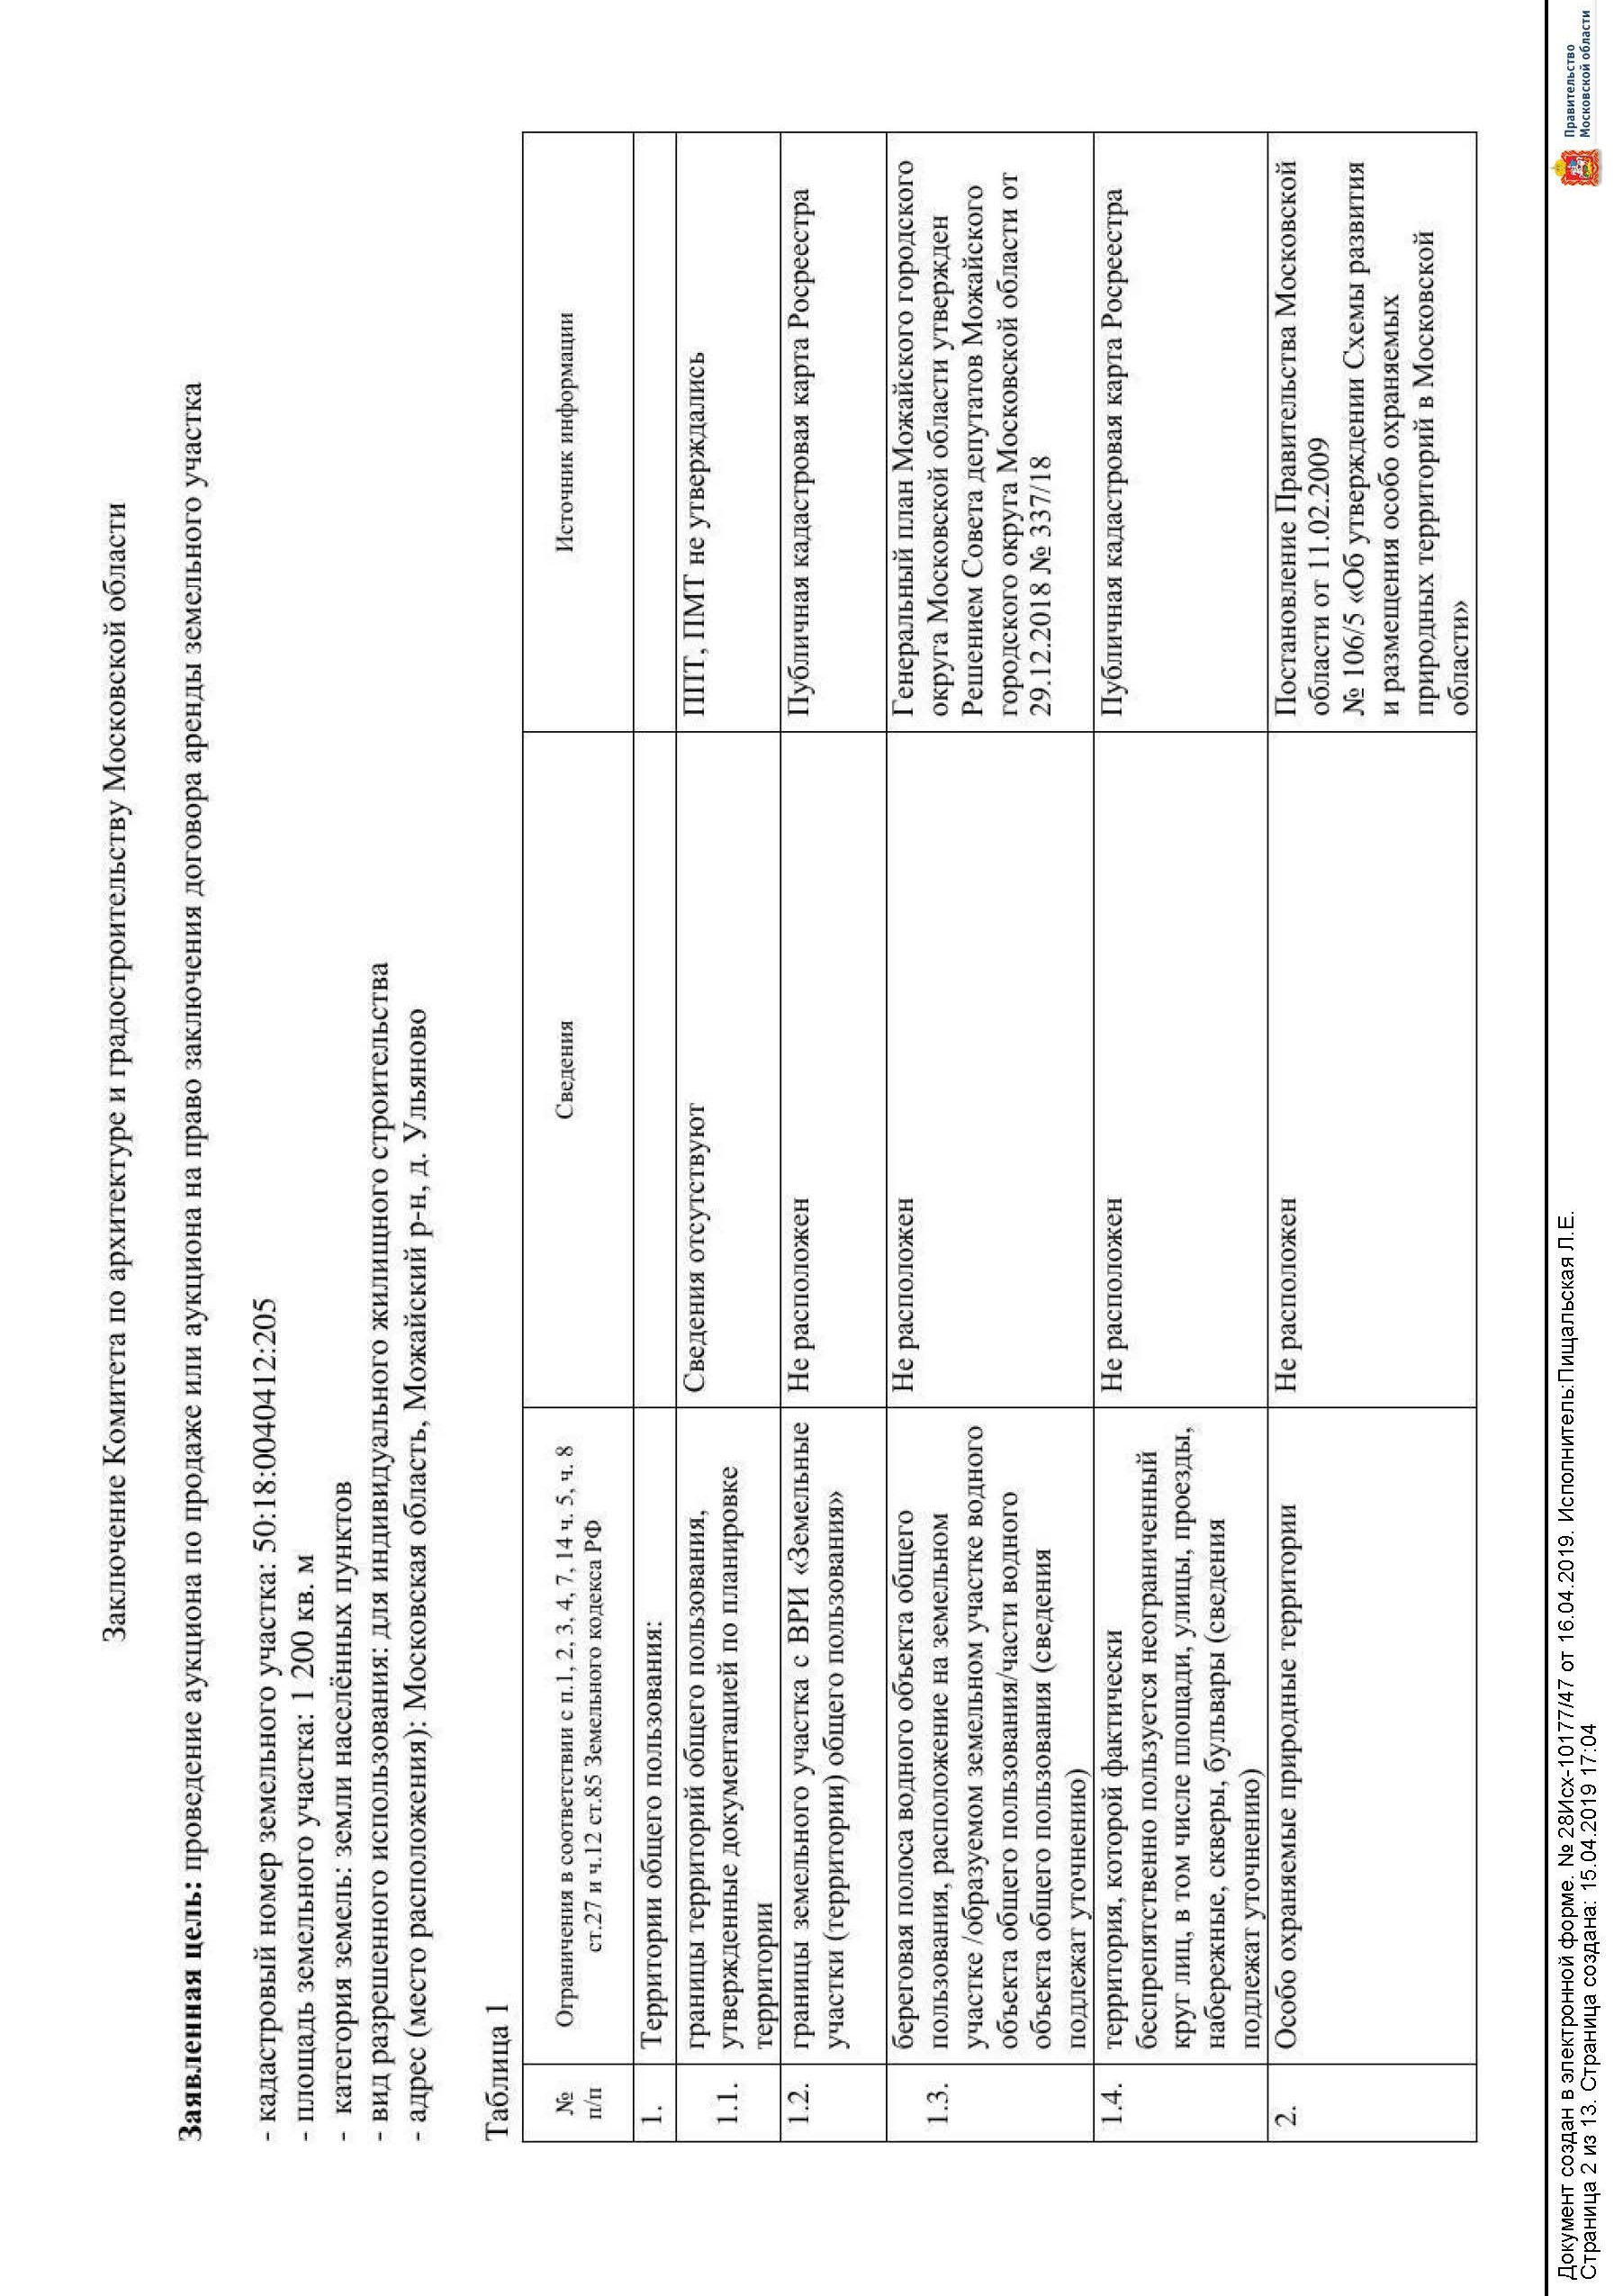 Заключение Комитета по архитектуре и градостроительству Московской области
Заявленная цель: проведение аукциона по продаже или аукциона на право заключения договора аренды земельного участка
- кадастровый номер земельного участка: 50:18:0040412:205
- площадь земельного участка: 1 200 кв. м
- категория земель: земли населённых пунктов
- вид разрешенного использования: для индивидуального жилищного строительства
- адрес (место расположения): Московская область, Можайский р-н, д. Ульяново
Таблица 1
№
п/п
Ограничения в соответствии с п.1, 2, 3, 4, 7, 14 ч. 5, ч. 8
ст.27 и ч.12 ст.85 Земельного кодекса РФ
Сведения
Источник информации
1.
Территории общего пользования:
1.1.
границы территорий общего пользования,
утвержденные документацией по планировке
территории
Сведения отсутствуют
ППТ, ПМТ не утверждались
1.2.
границы земельного участка с ВРИ «Земельные
участки (территории) общего пользования»
Не расположен
Публичная кадастровая карта Росреестра
1.3.
береговая полоса водного объекта общего
пользования, расположение на земельном
участке /образуемом земельном участке водного
объекта общего пользования/части водного
объекта общего пользования (сведения
подлежат уточнению)
Не расположен
Генеральный план Можайского городского
округа Московской области утвержден
Решением Совета депутатов Можайского
городского округа Московской области от
29.12.2018 № 337/18
1.4.
территория, которой фактически
беспрепятственно пользуется неограниченный
круг лиц, в том числе площади, улицы, проезды,
набережные, скверы, бульвары (сведения
подлежат уточнению)
Не расположен
Публичная кадастровая карта Росреестра
2.
Особо охраняемые природные территории
Не расположен
Постановление Правительства Московской
области от 11.02.2009
№ 106/5 «Об утверждении Схемы развития
и размещения особо охраняемых
природных территорий в Московской
области»
Документ создан в электронной форме. № 28Исх-10177/47 от 16.04.2019. Исполнитель:Пищальская Л.Е.
Страница 2 из 13. Страница создана: 15.04.2019 17:04
Правительство
Московской области